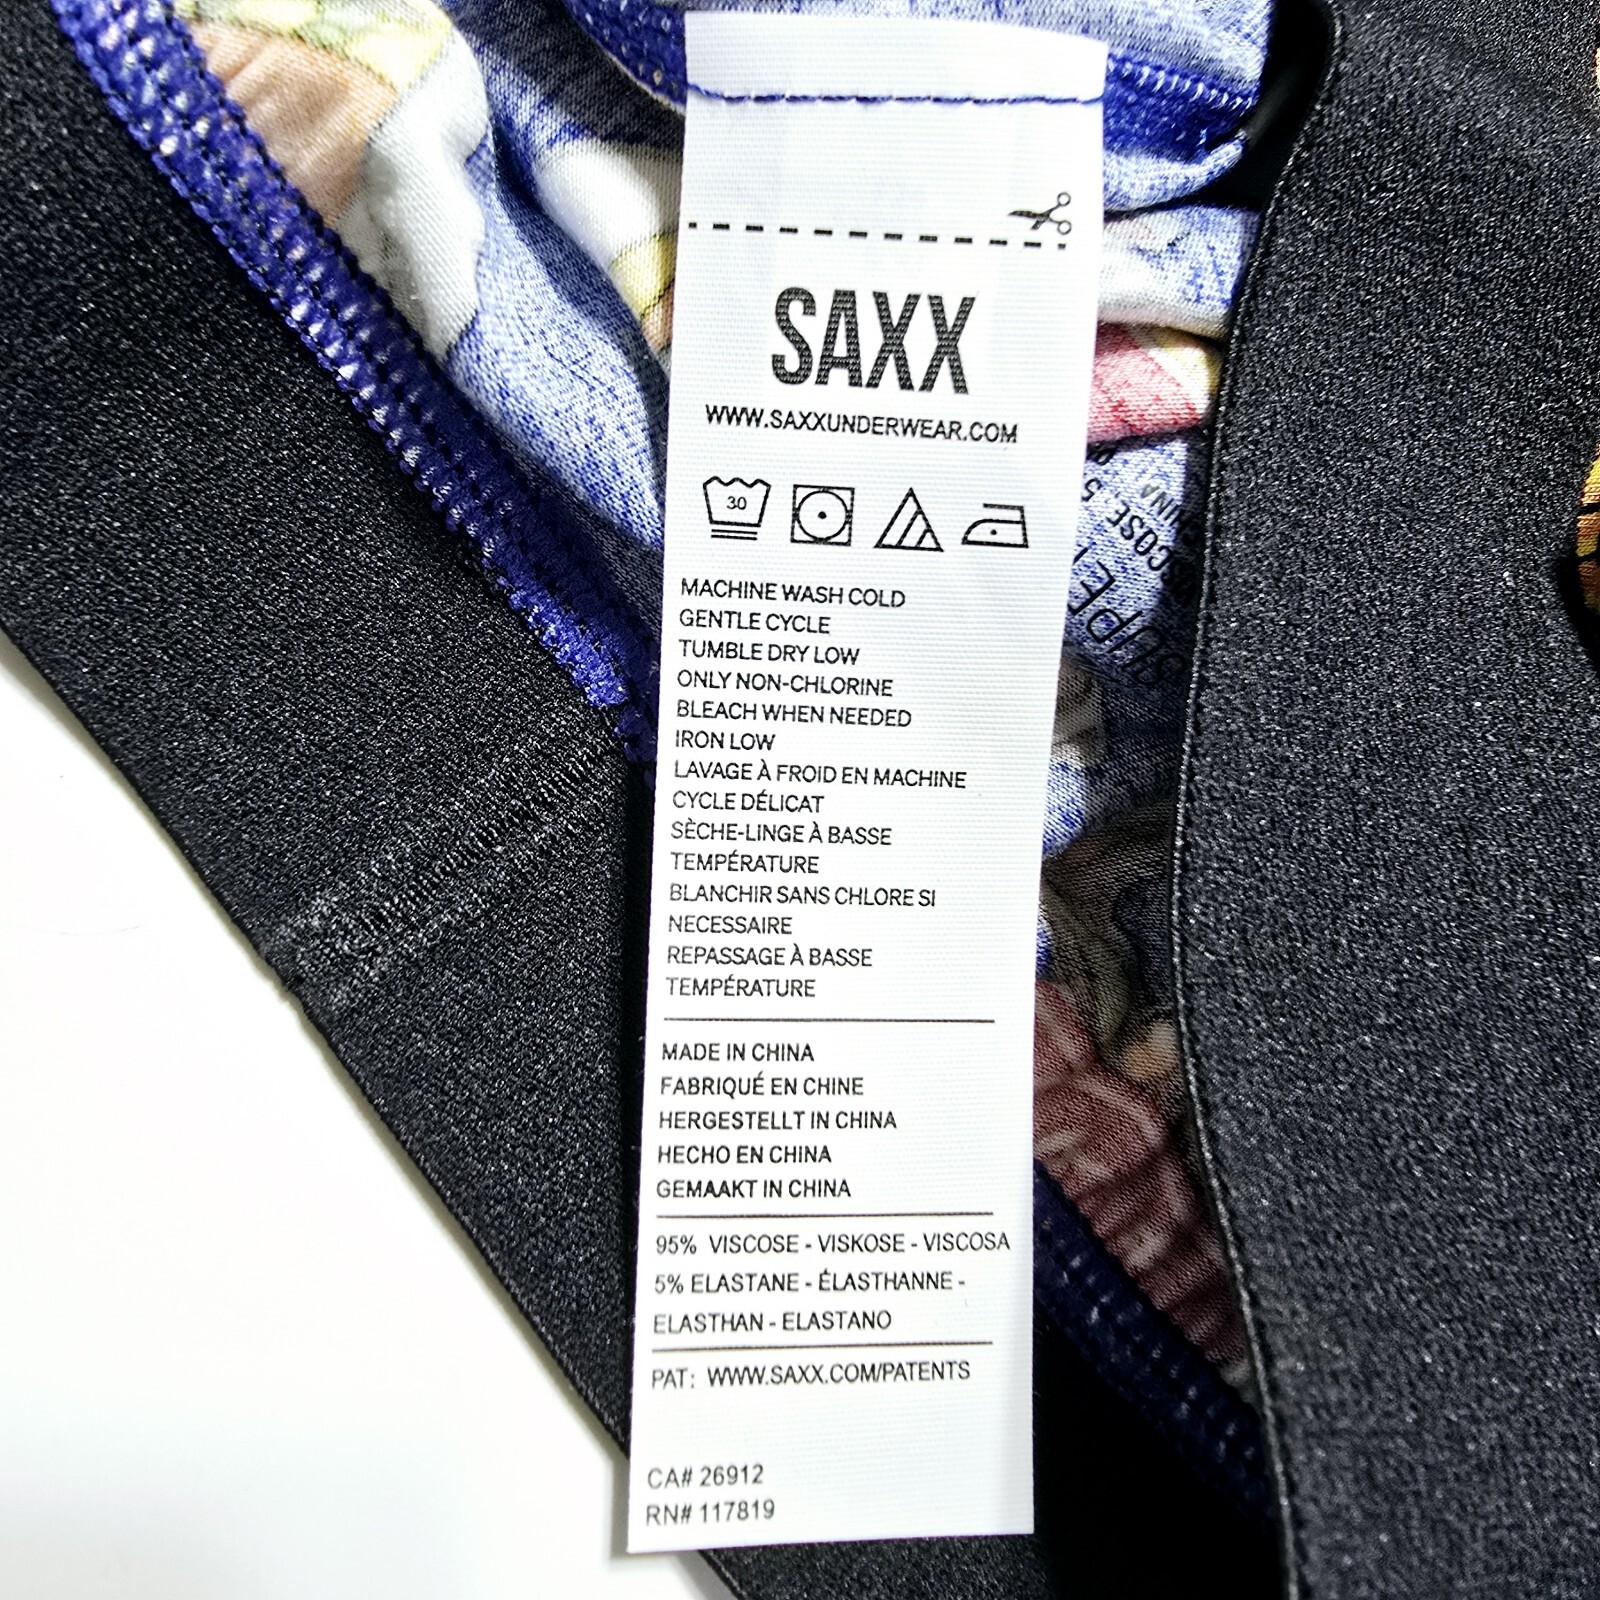 SAXX
WWW.SAXXUNDERWEAR.COM
30
MACHINE WASH COLD
GENTLE CYCLE
TUMBLE DRY LOW
ONLY NON-CHLORINE
BLEACH WHEN NEEDED
IRON LOW
LAVAGE À FROID EN MACHINE
CYCLE DÉLICAT
SÈCHE-LINGE À BASSE
TEMPÉRATURE
BLANCHIR SANS CHLORE SI
NECESSAIRE
REPASSAGE À BASSE
TEMPÉRATURE
MADE IN CHINA
FABRIQUÉ EN CHINE
HERGESTELLT IN CHINA
HECHO EN CHINA
GEMAAKT IN CHINA
95% VISCOSE - VISKOSE - VISCOSA
5% ELASTANE - ÉLASTHANNE -
ELASTHAN - ELASTANO
PAT: WWW.SAXX.COM/PATENTS
CA# 26912
RN# 117819